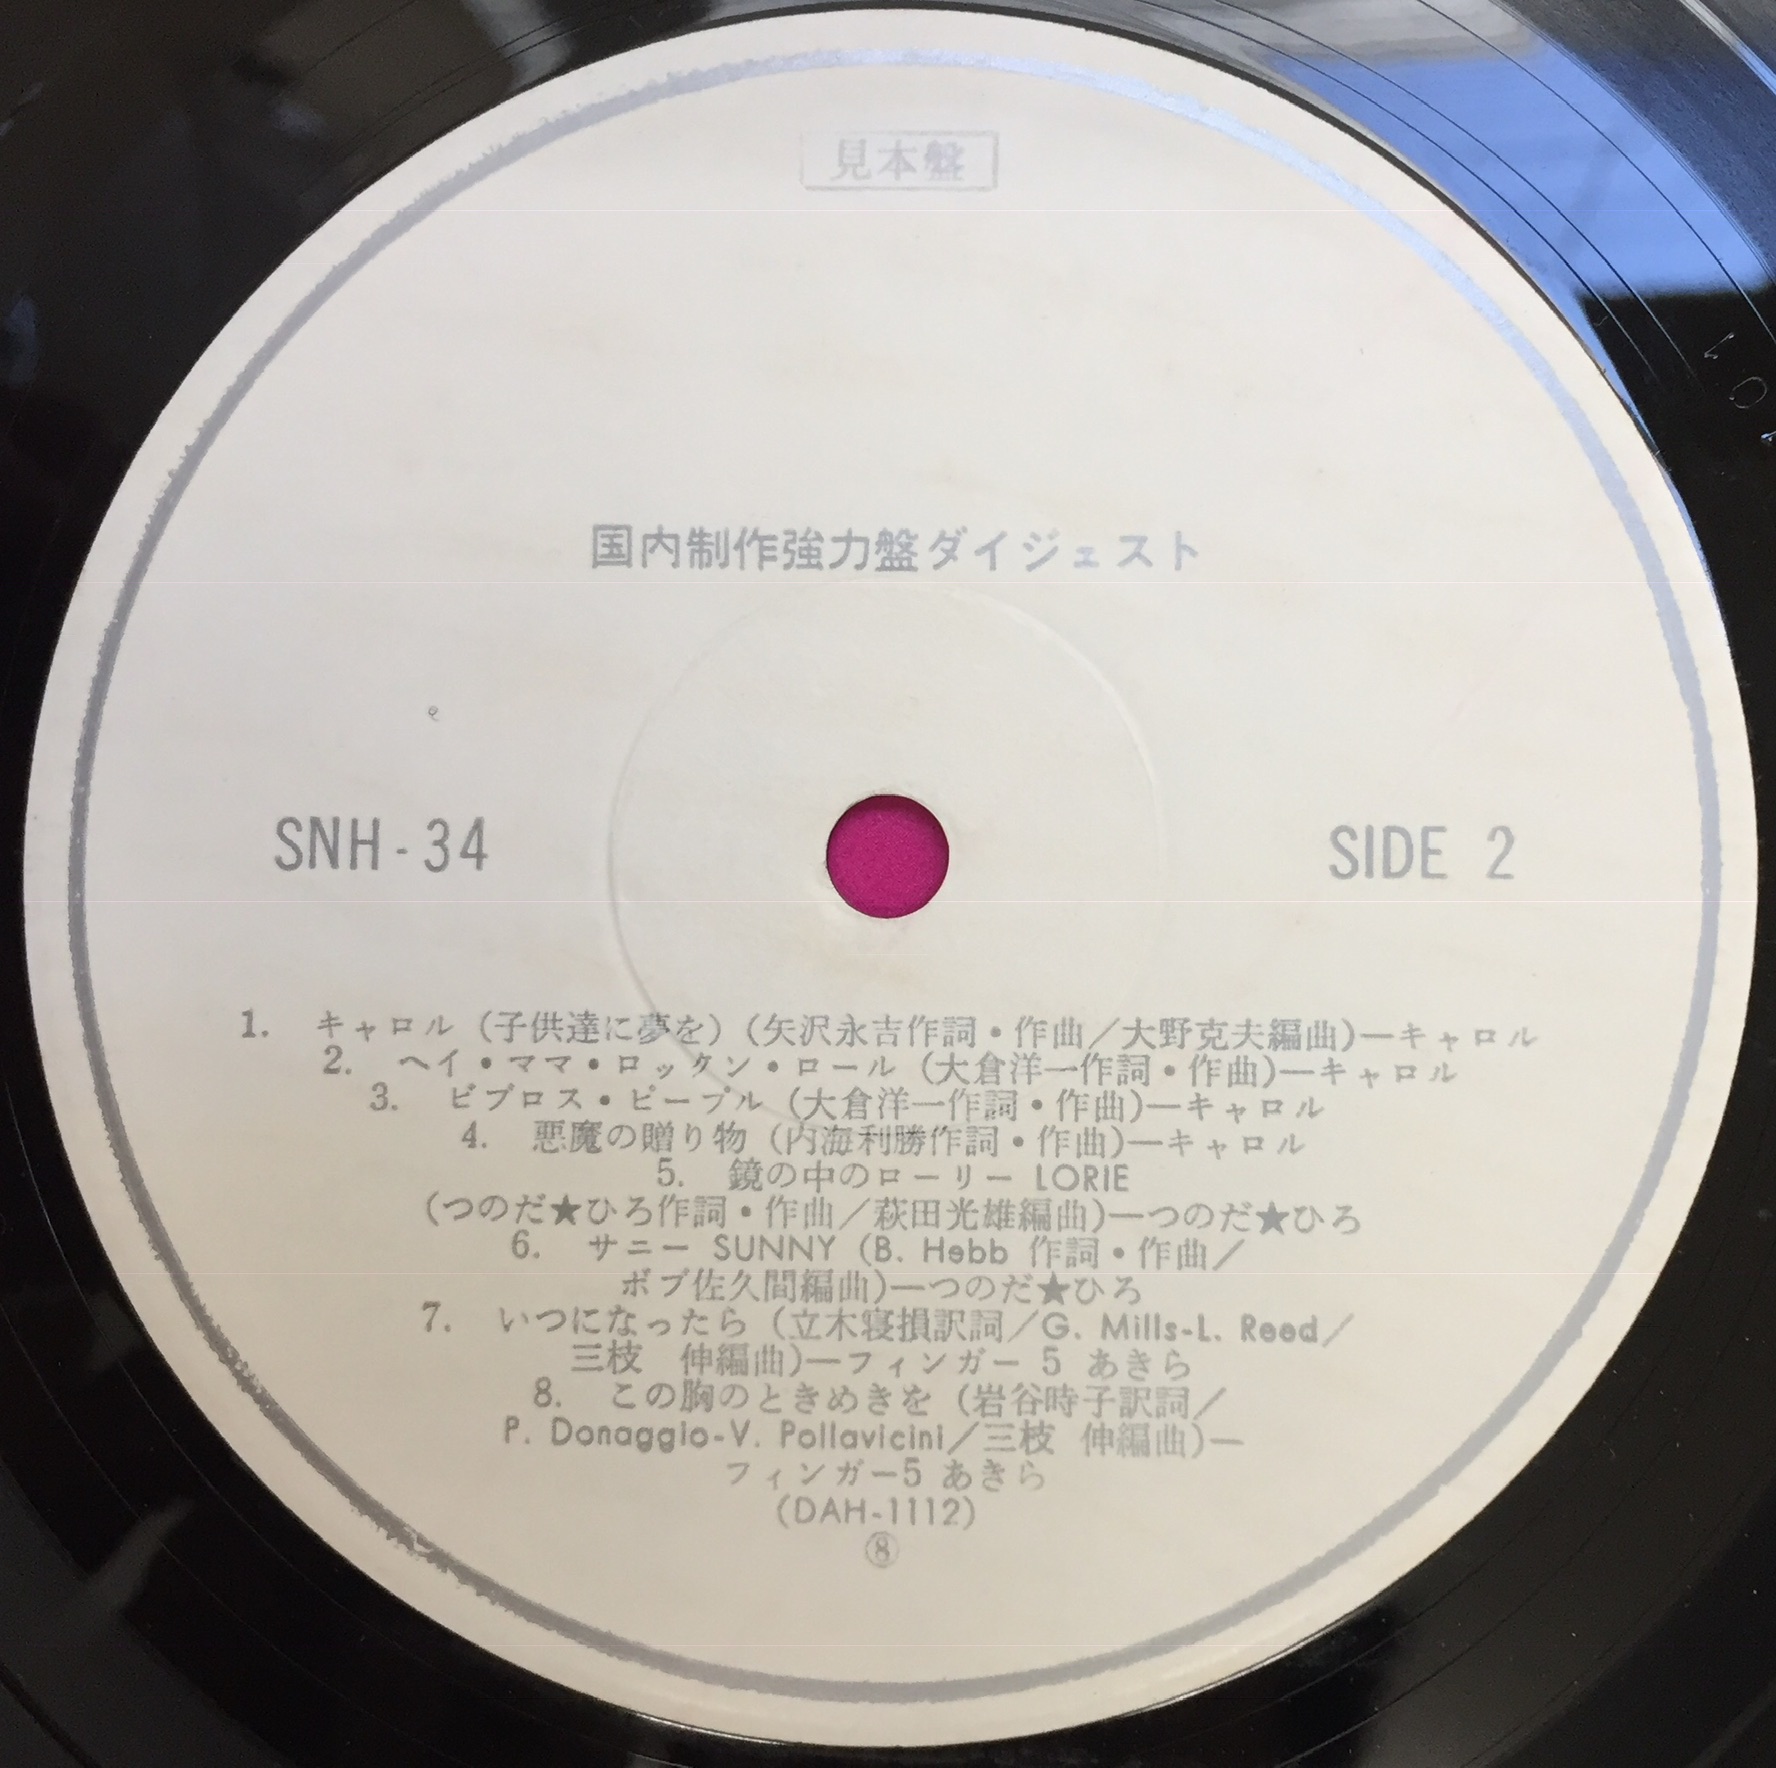 見本盤
国内制作強力盤ダイジェスト
SNH-34
SIDE 2
1. キャロル (子供達に夢を) (矢沢永吉作詞・作曲/大野克夫編曲)—キャロル
2. ヘイ・ママ・ロックン・ロール (大倉洋一作詞・作曲)—キャロル
3. ビブロス・ピープル (大倉洋一作詞・作曲)—キャロル
4. 悪魔の贈り物 (内海利勝作詞・作曲)—キャロル
5. 鏡の中のローリー LORIE
(つのだ★ひろ作詞・作曲/萩田光雄編曲)—つのだ★ひろ
6. サニー SUNNY (B. Hebb 作詞・作曲/
ボブ佐久間編曲)—つのだ★ひろ
7. いつになったら (立木寝損訳詞/G. Mills-L. Reed/
三枝 伸編曲)—フィンガー 5 あきら
8. この胸のときめきを (岩谷時子訳詞/
P. Donaggio-V. Pollavicini/三枝 伸編曲)—
フィンガー5 あきら
(DAH-1112)
⑧